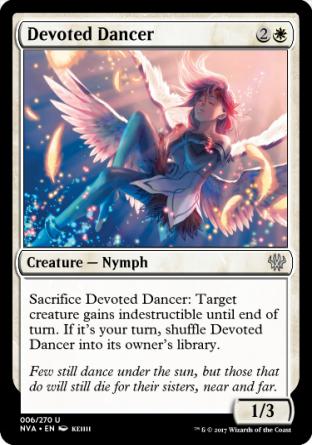 Devoted Dancer 2
Creature — Nymph
Sacrifice Devoted Dancer: Target
creature gains indestructible until end of
turn. If it's your turn, shuffle Devoted
Dancer into its owner's library.
Few still dance under the sun, but those that
do will still die for their sisters, near and far.
006/270 U
NVA • EN KEIIII
™ & © 2017 Wizards of the Coast
1/3